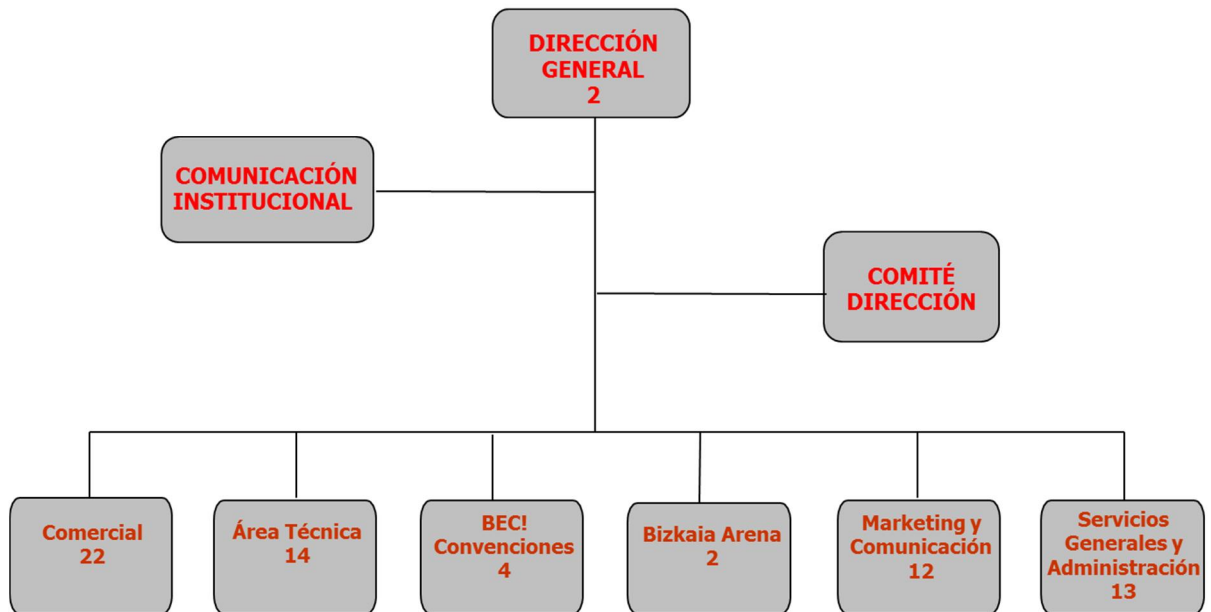 DIRECCIÓN
GENERAL
2
COMUNICACIÓN
INSTITUCIONAL
COMITÉ
DIRECCIÓN
Comercial
22
Área Técnica
14
BEC!
Convenciones
4
Bizkaia Arena
2
Marketing y
Comunicación
12
Servicios
Generales y
Administración
13